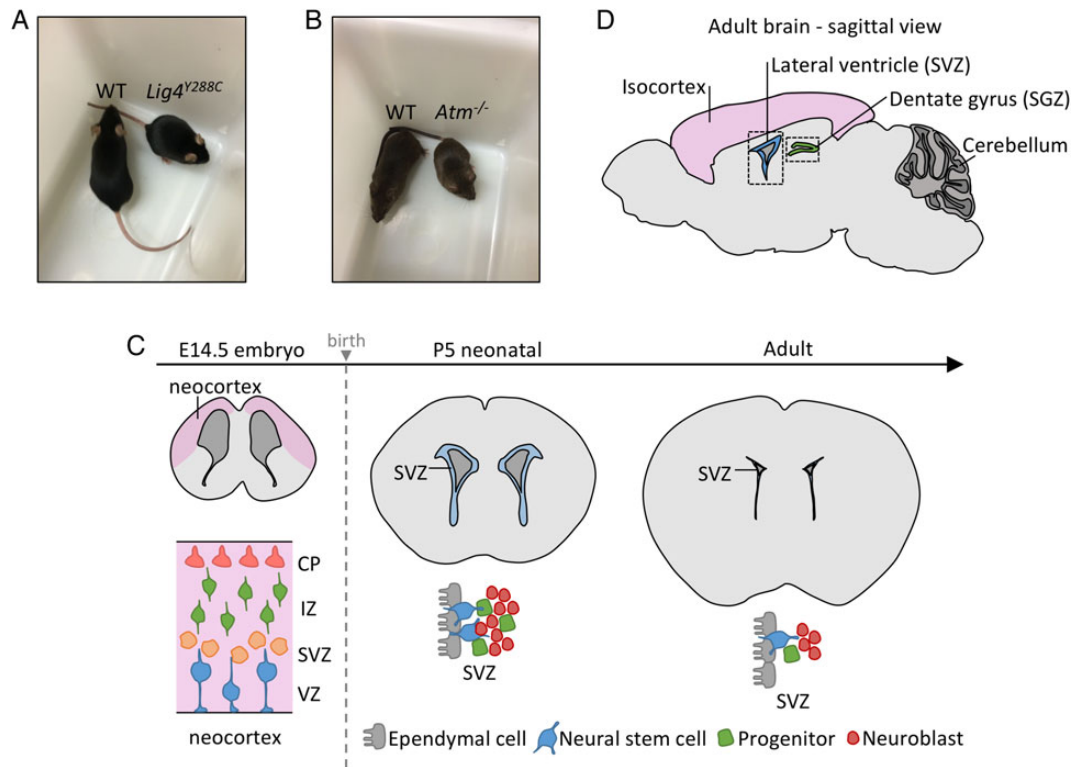 A
WT Lig4Y288C
B
WT Atm-/-
D
Adult brain - sagittal view
Lateral ventricle (SVZ)
Isocortex
Dentate gyrus (SGZ)
Cerebellum
C
E14.5 embryo
birth
P5 neonatal
Adult
neocortex
SVZ
SVZ
CP
IZ
SVZ
VZ
neocortex
SVZ
SVZ
Ependymal cell Neural stem cell Progenitor Neuroblast